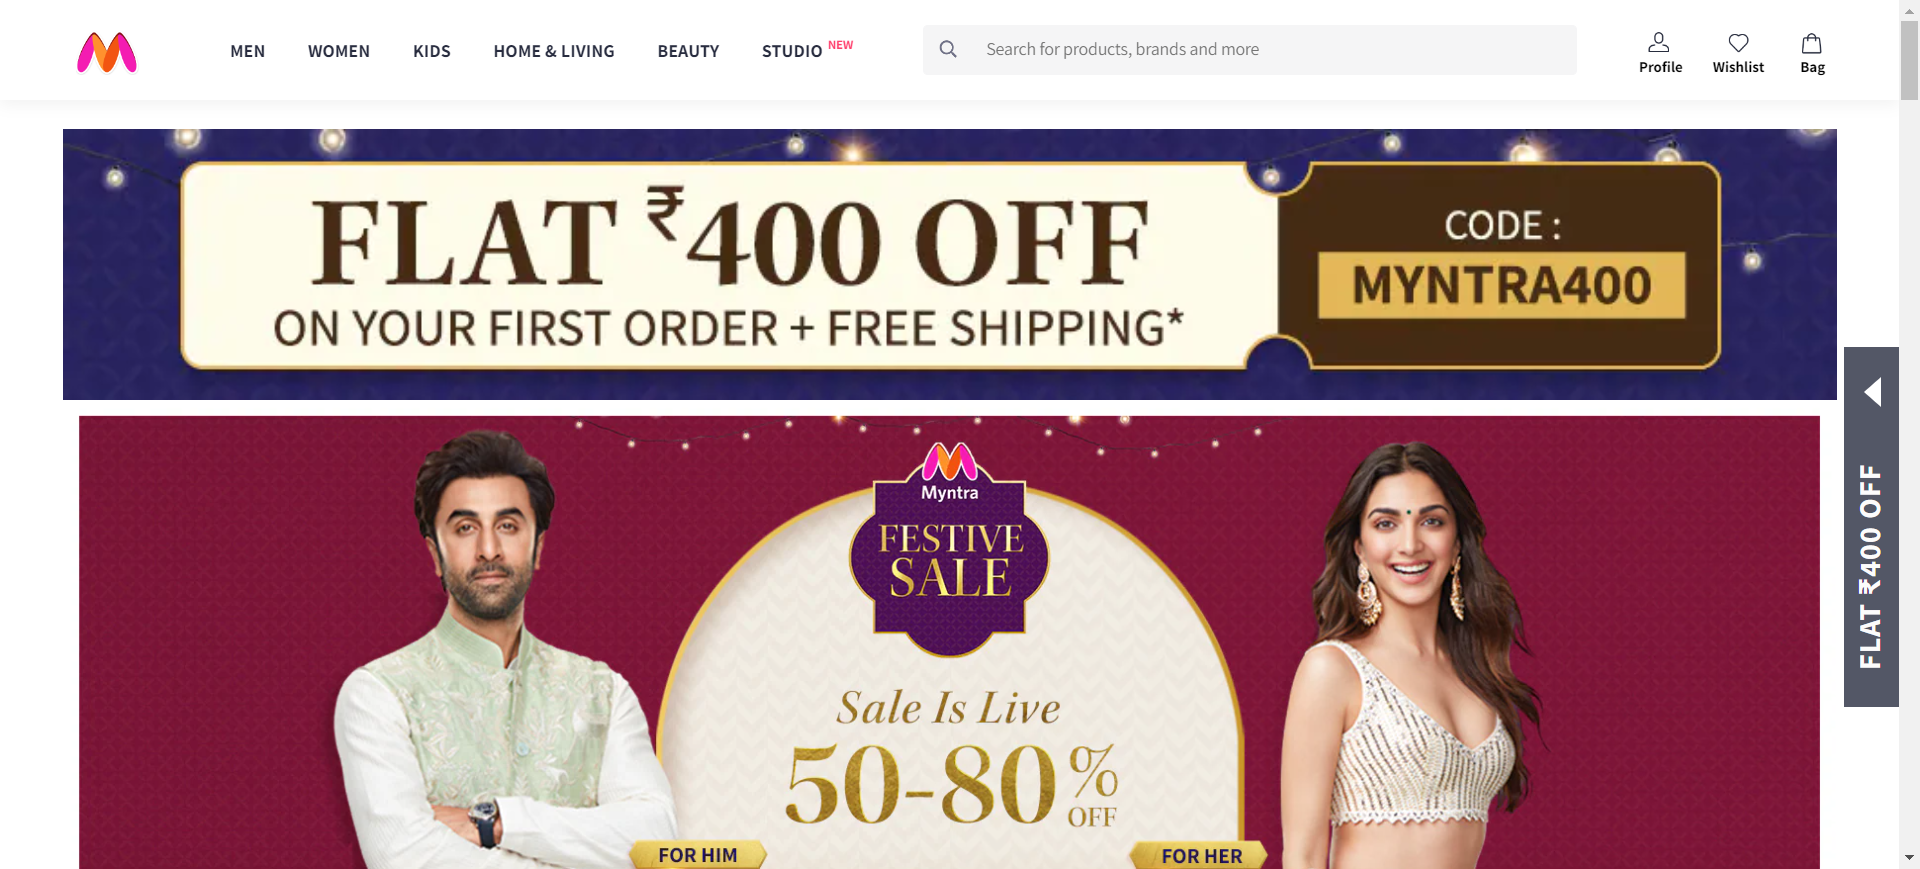 MEN WOMEN KIDS HOME & LIVING BEAUTY STUDIO NEW
Search for products, brands and more
Profile Wishlist Bag
FLAT ₹400 OFF
ON YOUR FIRST ORDER + FREE SHIPPING*
CODE :
MYNTRA400
FLAT ₹400 OFF
Myntra
FESTIVE
SALE
Sale Is Live
50-80% OFF
FOR HIM
FOR HER